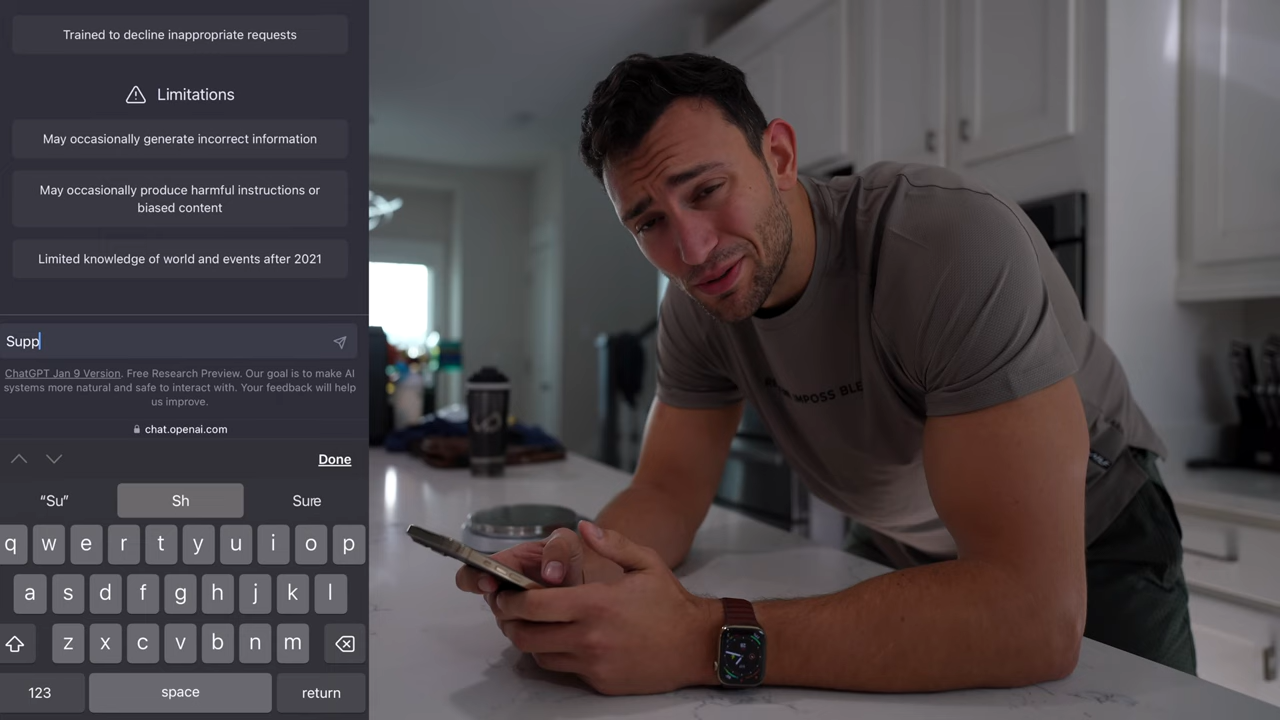 Trained to decline inappropriate requests
Limitations
May occasionally generate incorrect information
May occasionally produce harmful instructions or
biased content
Limited knowledge of world and events after 2021
Supp
ChatGPT Jan 9 Version. Free Research Preview. Our goal is to make AI
systems more natural and safe to interact with. Your feedback will help
us improve.
chat.openai.com
Done
“Su” Sh Sure
q w e r t y u i o p
a s d f g h j k l
z x c v b n m
123 space return
MPOSS BLE